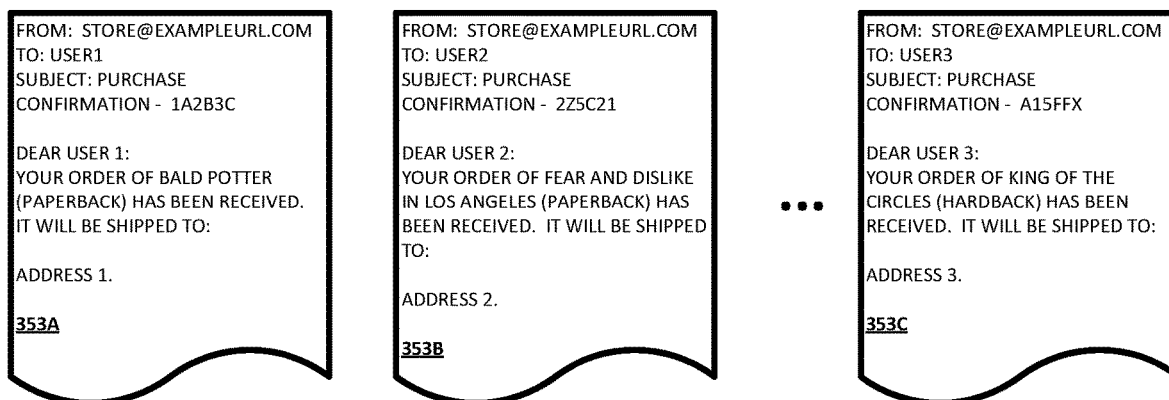 FROM:  STORE@EXAMPLEURL.COM
TO: USER1
SUBJECT: PURCHASE
CONFIRMATION -  1A2B3C
DEAR USER 1:
YOUR ORDER OF BALD POTTER
(PAPERBACK) HAS BEEN RECEIVED.
IT WILL BE SHIPPED TO:
ADDRESS 1.
353A
FROM:  STORE@EXAMPLEURL.COM
TO: USER2
SUBJECT: PURCHASE
CONFIRMATION -  2Z5C21
DEAR USER 2:
YOUR ORDER OF FEAR AND DISLIKE
IN LOS ANGELES (PAPERBACK) HAS
BEEN RECEIVED.  IT WILL BE SHIPPED
TO:
ADDRESS 2.
353B
FROM:  STORE@EXAMPLEURL.COM
TO: USER3
SUBJECT: PURCHASE
CONFIRMATION -  A15FFX
DEAR USER 3:
YOUR ORDER OF KING OF THE
CIRCLES (HARDBACK) HAS BEEN
RECEIVED.  IT WILL BE SHIPPED TO:
ADDRESS 3.
353C